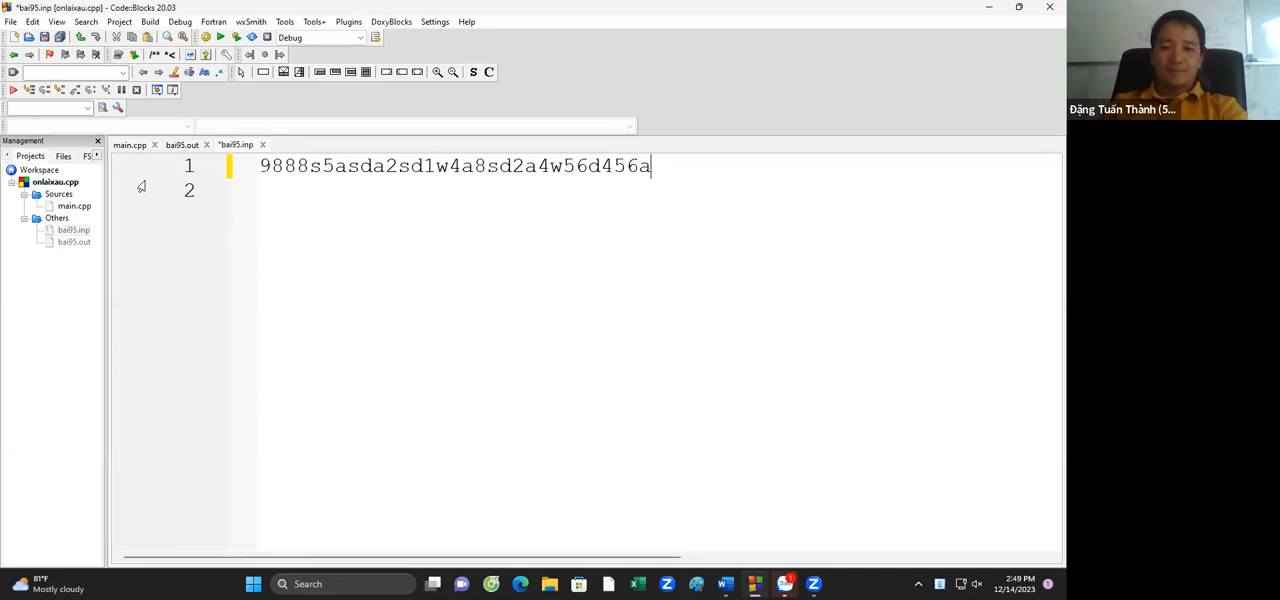 *bai95.inp [onlaixau.cpp] - Code::Blocks 20.03
File Edit View Search Project Build Debug Fortran wxSmith Tools Tools+ Plugins DoxyBlocks Settings Help
Debug
/** *<
S C
Management
Projects Files FS
main.cpp bai95.out *bai95.inp
Workspace
onlaixau.cpp
Sources
main.cpp
Others
bai95.inp
bai95.out
1 9888s5asda2sd1w4a8sd2a4w56d456a
2
Đặng Tuấn Thành (5...
81°F
Mostly cloudy
Search
2:49 PM
12/14/2023